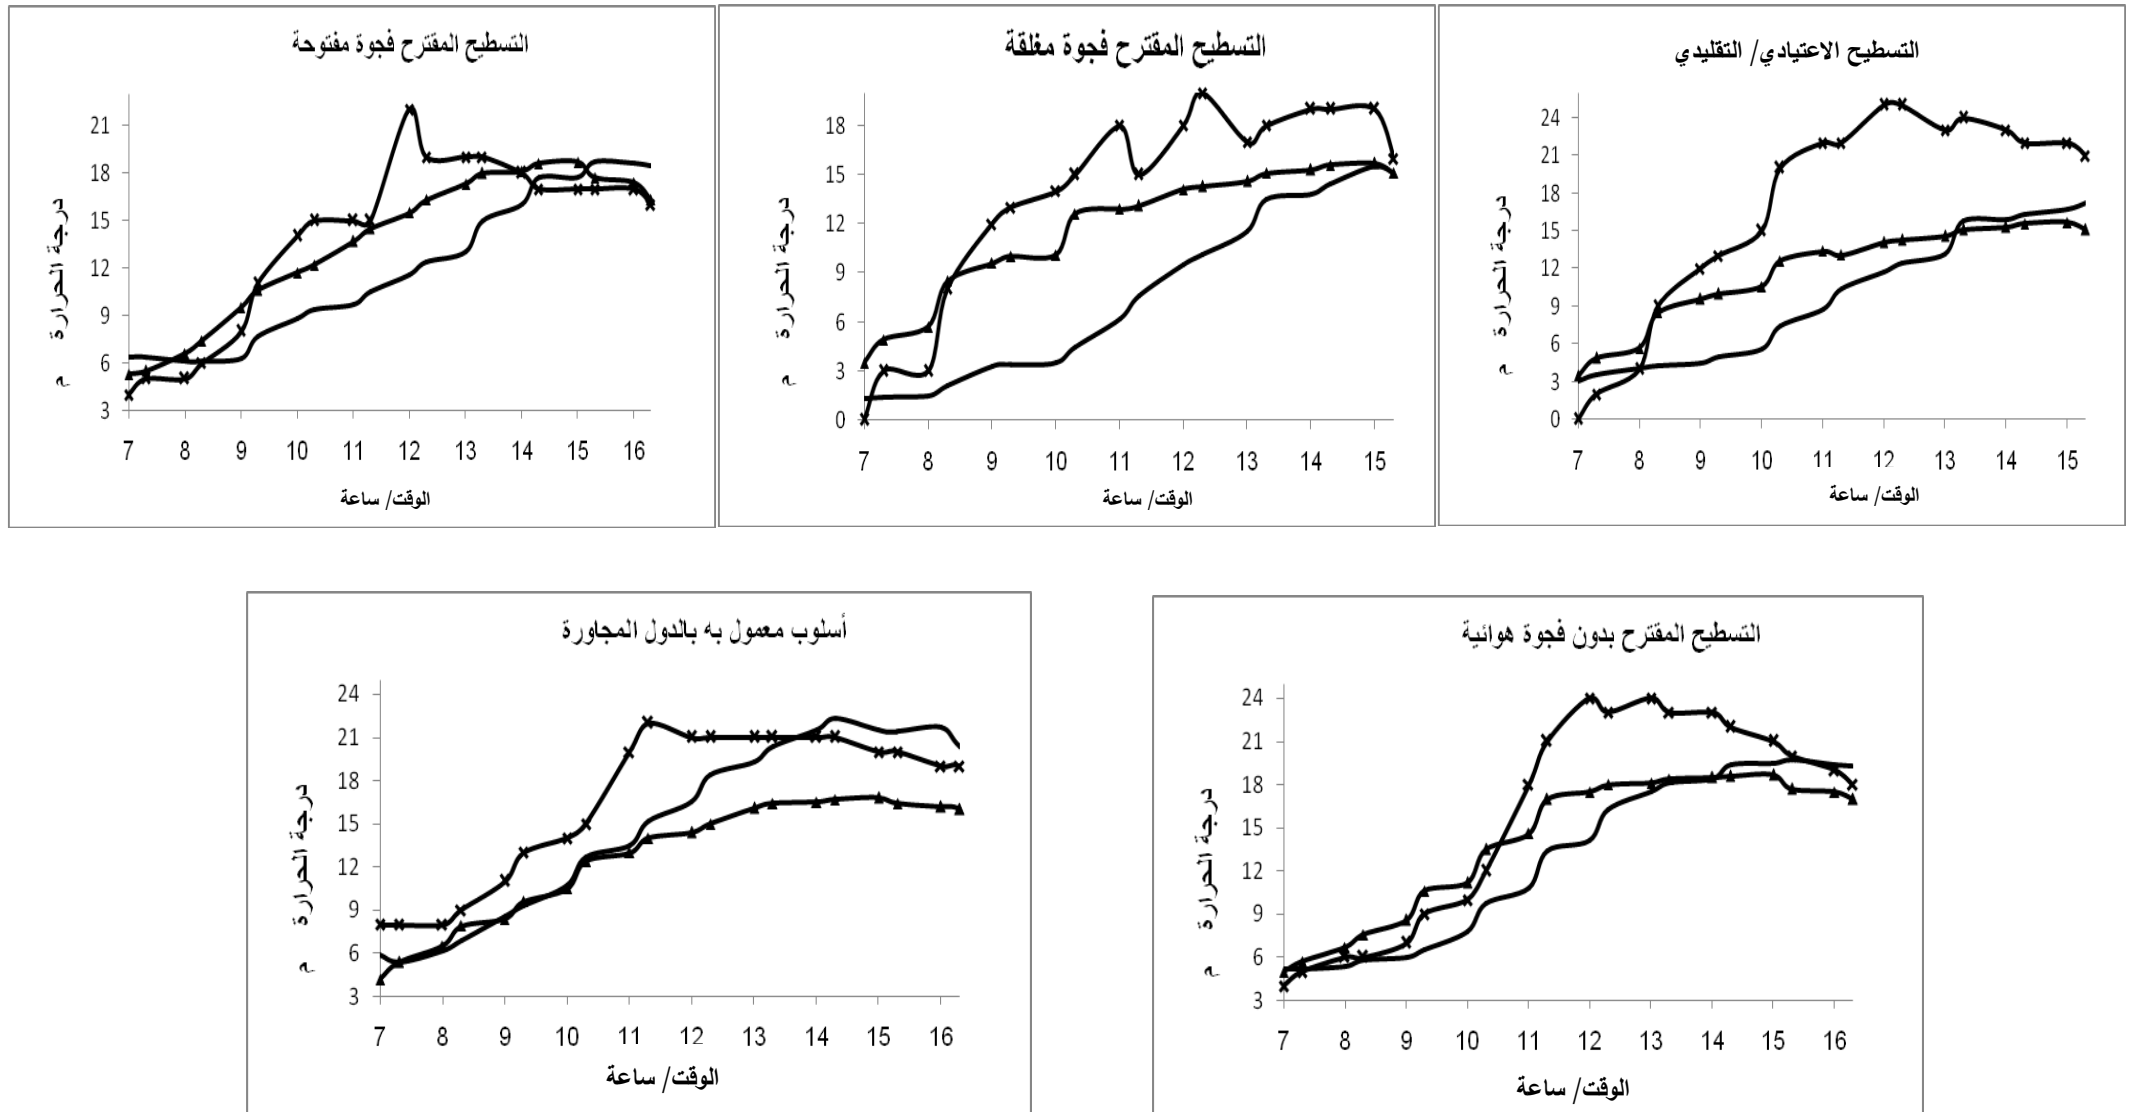 التسطيح الاعتيادي/ التقليدي
درجة الحرارة م
24
21
18
15
12
9
6
3
0
7 8 9 10 11 12 13 14 15
الوقت/ ساعة
التسطيح المقترح فجوة مغلقة
درجة الحرارة م
18
15
12
9
6
3
0
7 8 9 10 11 12 13 14 15
الوقت/ ساعة
التسطيح المقترح فجوة مفتوحة
درجة الحرارة م
21
18
15
12
9
6
3
7 8 9 10 11 12 13 14 15 16
الوقت/ ساعة
التسطيح المقترح بدون فجوة هوائية
درجة الحرارة م
24
21
18
15
12
9
6
3
7 8 9 10 11 12 13 14 15 16
الوقت/ ساعة
أسلوب معمول به بالدول المجاورة
درجة الحرارة م
24
21
18
15
12
9
6
3
7 8 9 10 11 12 13 14 15 16
الوقت/ ساعة